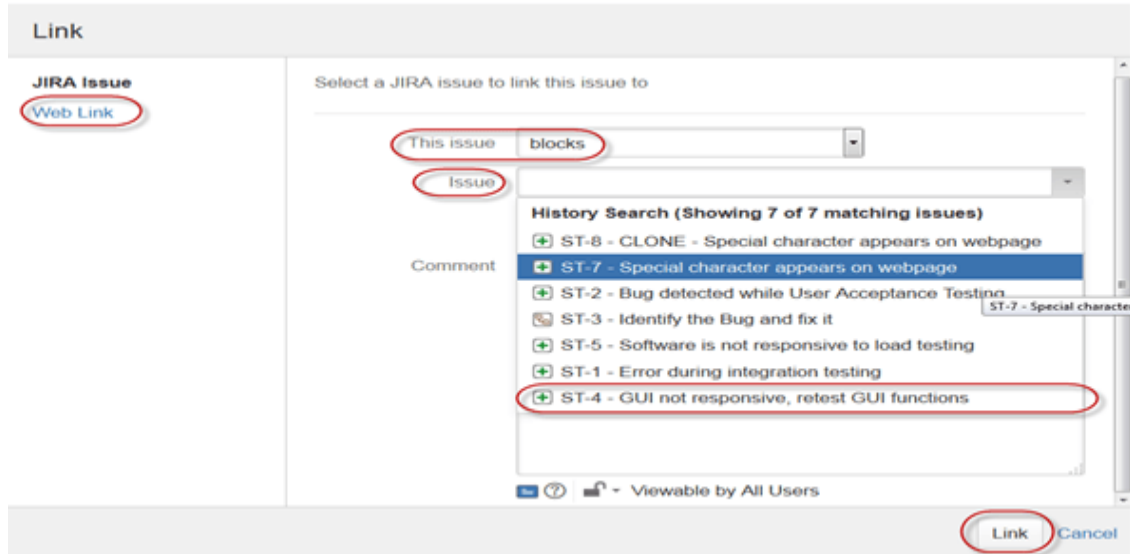 Link
JIRA Issue
Web Link
Select a JIRA issue to link this issue to
This issue blocks
Issue
History Search (Showing 7 of 7 matching issues)
ST-8 - CLONE - Special character appears on webpage
Comment
ST-7 - Special character appears on webpage
ST-2 - Bug detected while User Acceptance Testing
ST-7 - Special characte
ST-3 - Identify the Bug and fix it
ST-5 - Software is not responsive to load testing
ST-1 - Error during integration testing
ST-4 - GUI not responsive, retest GUI functions
Viewable by All Users
Link Cancel